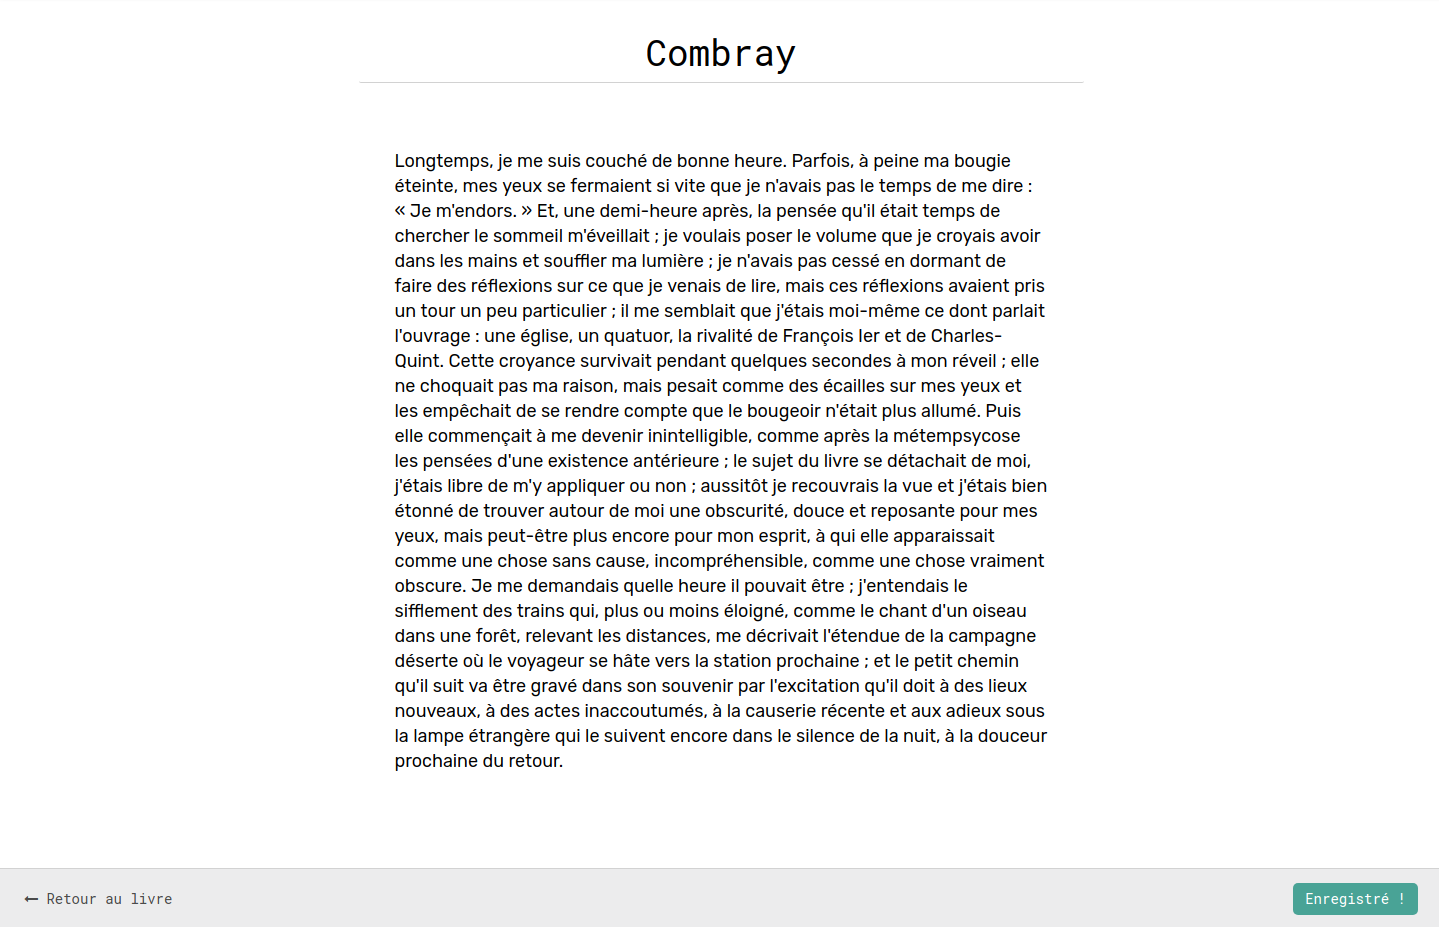 Combray
Longtemps, je me suis couché de bonne heure. Parfois, à peine ma bougie
éteinte, mes yeux se fermaient si vite que je n'avais pas le temps de me dire :
« Je m'endors. » Et, une demi-heure après, la pensée qu'il était temps de
chercher le sommeil m'éveillait ; je voulais poser le volume que je croyais avoir
dans les mains et souffler ma lumière ; je n'avais pas cessé en dormant de
faire des réflexions sur ce que je venais de lire, mais ces réflexions avaient pris
un tour un peu particulier ; il me semblait que j'étais moi-même ce dont parlait
l'ouvrage : une église, un quatuor, la rivalité de François Ier et de Charles-
Quint. Cette croyance survivait pendant quelques secondes à mon réveil ; elle
ne choquait pas ma raison, mais pesait comme des écailles sur mes yeux et
les empêchait de se rendre compte que le bougeoir n'était plus allumé. Puis
elle commençait à me devenir inintelligible, comme après la métempsycose
les pensées d'une existence antérieure ; le sujet du livre se détachait de moi,
j'étais libre de m'y appliquer ou non ; aussitôt je recouvrais la vue et j'étais bien
étonné de trouver autour de moi une obscurité, douce et reposante pour mes
yeux, mais peut-être plus encore pour mon esprit, à qui elle apparaissait
comme une chose sans cause, incompréhensible, comme une chose vraiment
obscure. Je me demandais quelle heure il pouvait être ; j'entendais le
sifflement des trains qui, plus ou moins éloigné, comme le chant d'un oiseau
dans une forêt, relevant les distances, me décrivait l'étendue de la campagne
déserte où le voyageur se hâte vers la station prochaine ; et le petit chemin
qu'il suit va être gravé dans son souvenir par l'excitation qu'il doit à des lieux
nouveaux, à des actes inaccoutumés, à la causerie récente et aux adieux sous
la lampe étrangère qui le suivent encore dans le silence de la nuit, à la douceur
prochaine du retour.
← Retour au livre
Enregistré !